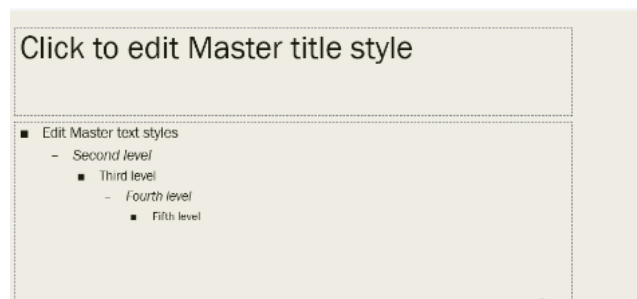 Click to edit Master title style
■ Edit Master text styles
– Second level
■ Third level
– Fourth level
■ Fifth level